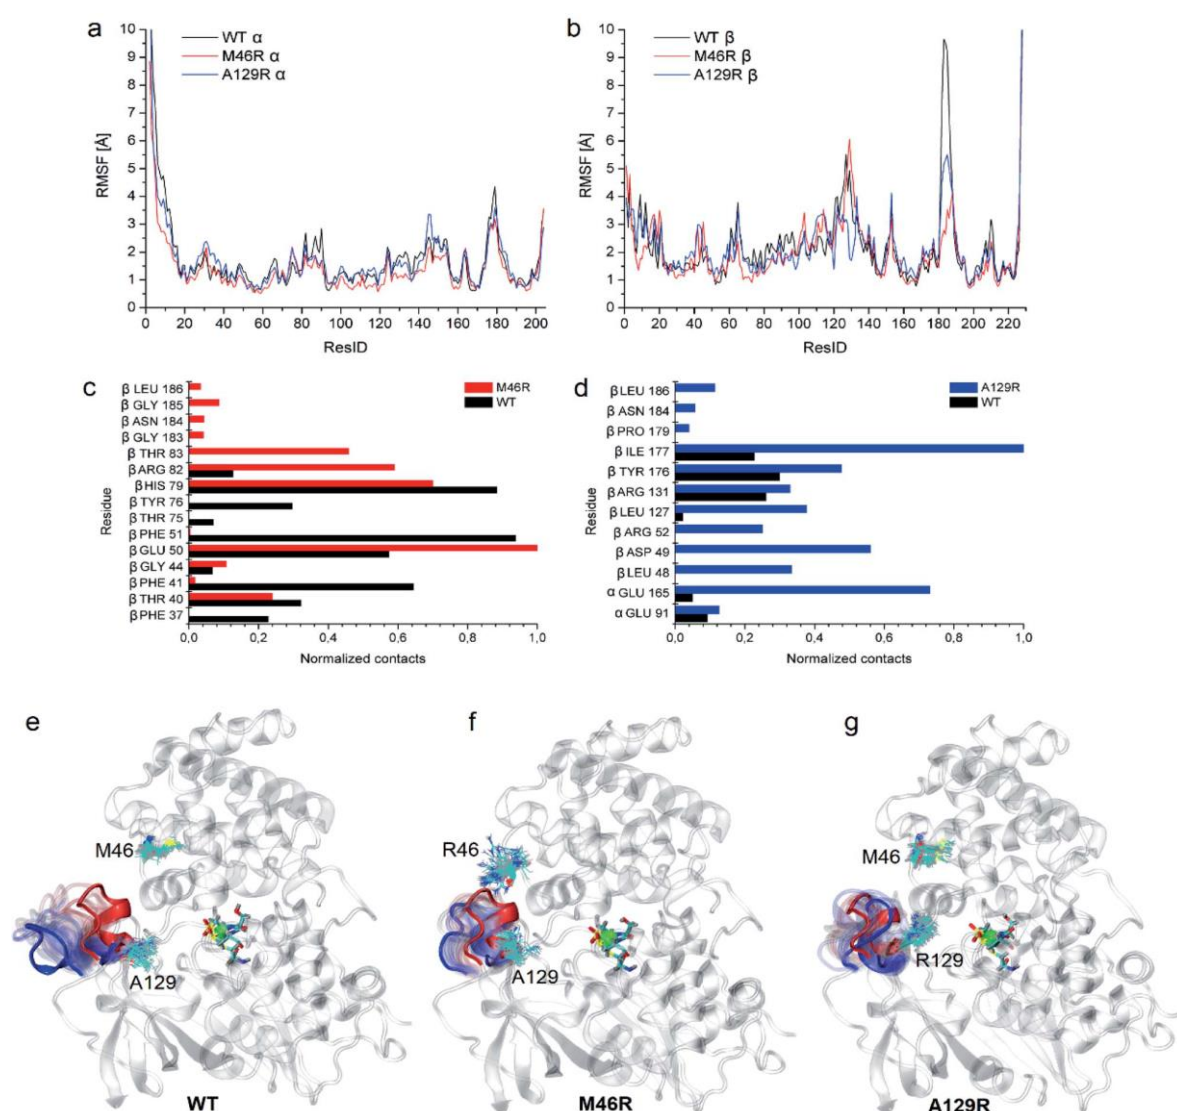 a
WT α
M46R α
A129R α
10
9
8
7
6
5
4
3
2
1
0
RMSF [Å]
0 20 40 60 80 100 120 140 160 180 200
ResID
b
WT β
M46R β
A129R β
10
9
8
7
6
5
4
3
2
1
0
RMSF [Å]
0 20 40 60 80 100 120 140 160 180 200 220
ResID
c
M46R
WT
β LEU 186
β GLY 185
β ASN 184
β GLY 183
β THR 83
β ARG 82
β HIS 79
β TYR 76
β THR 75
β PHE 51
β GLU 50
β GLY 44
β PHE 41
β THR 40
β PHE 37
Residue
0,0 0,2 0,4 0,6 0,8 1,0
Normalized contacts
d
A129R
WT
β LEU 186
β ASN 184
β PRO 179
β ILE 177
β TYR 176
β ARG 131
β LEU 127
β ARG 52
β ASP 49
β LEU 48
α GLU 165
α GLU 91
Residue
0,0 0,2 0,4 0,6 0,8 1,0
Normalized contacts
e
M46
A129
WT
f
R46
A129
M46R
g
M46
R129
A129R